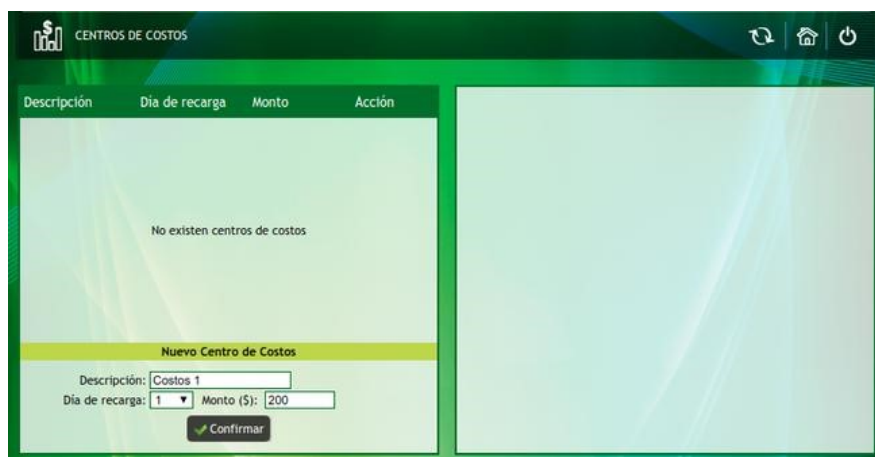 CENTROS DE COSTOS
Descripción Día de recarga Monto Acción
No existen centros de costos
Nuevo Centro de Costos
Descripción: Costos 1
Día de recarga: 1 Monto ($): 200
Confirmar